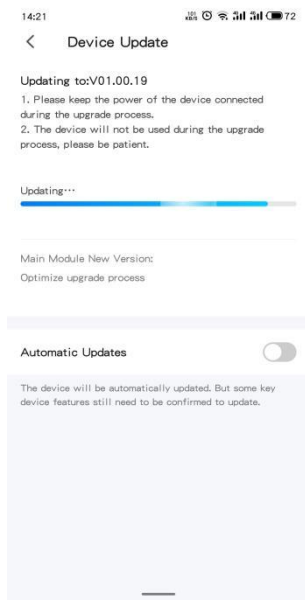 14:21
72
Device Update
Updating to:V01.00.19
1. Please keep the power of the device connected
during the upgrade process.
2. The device will not be used during the upgrade
process, please be patient.
Updating···
Main Module New Version:
Optimize upgrade process
Automatic Updates
The device will be automatically updated. But some key
device features still need to be confirmed to update.